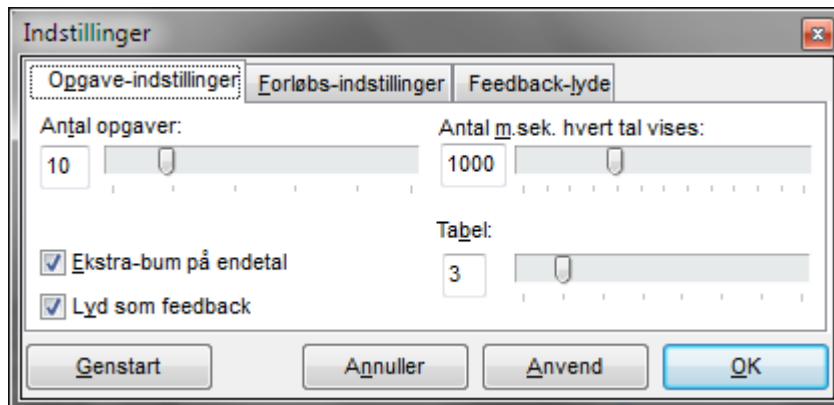 Indstillinger
Opgave-indstillinger Forløbs-indstillinger Feedback-lyde
Antal opgaver:
10
Antal m.sek. hvert tal vises:
1000
Ekstra-bum på endetal
Lyd som feedback
Tabel:
3
Genstart Annuller Anvend OK